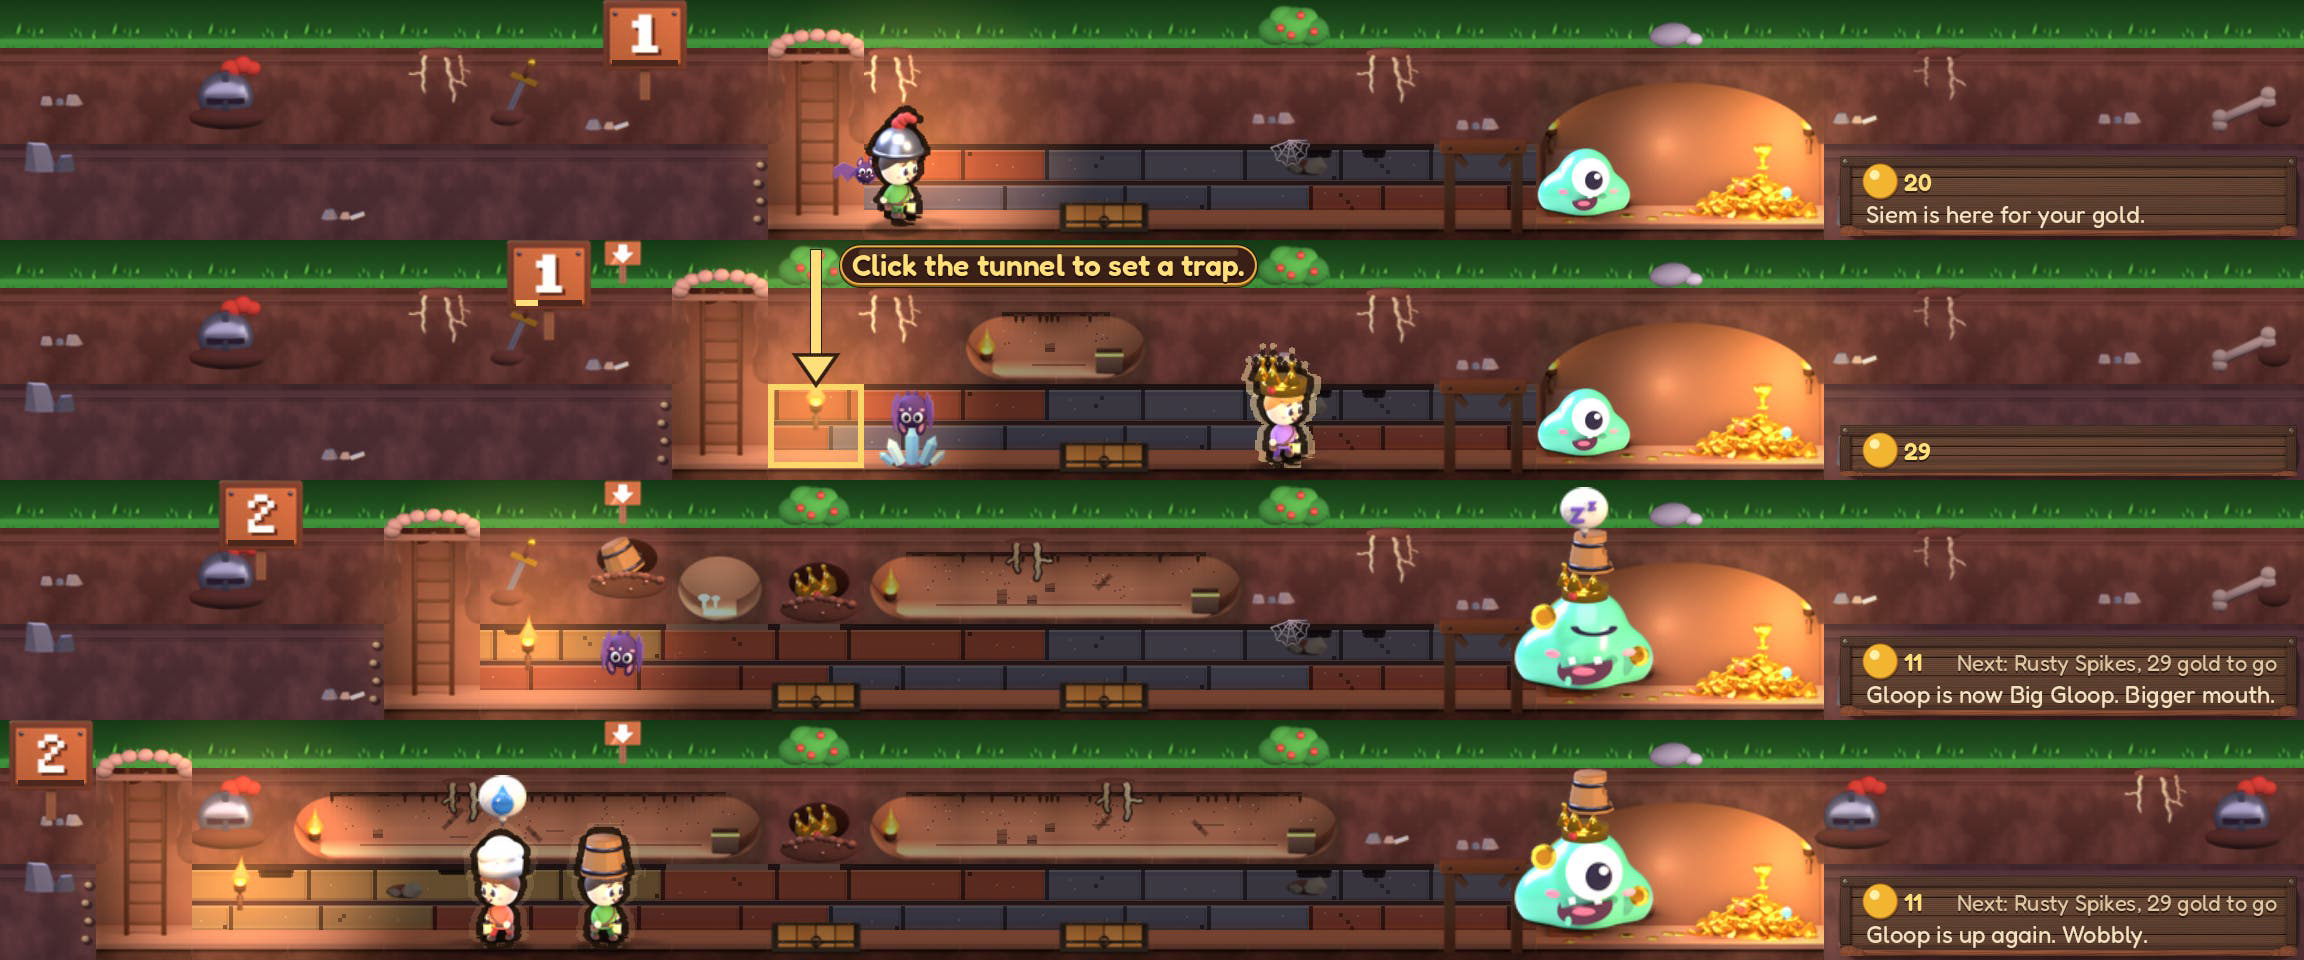 1
20
Siem is here for your gold.
1
Click the tunnel to set a trap.
29
2
zz
11 Next: Rusty Spikes, 29 gold to go
Gloop is now Big Gloop. Bigger mouth.
2
11 Next: Rusty Spikes, 29 gold to go
Gloop is up again. Wobbly.